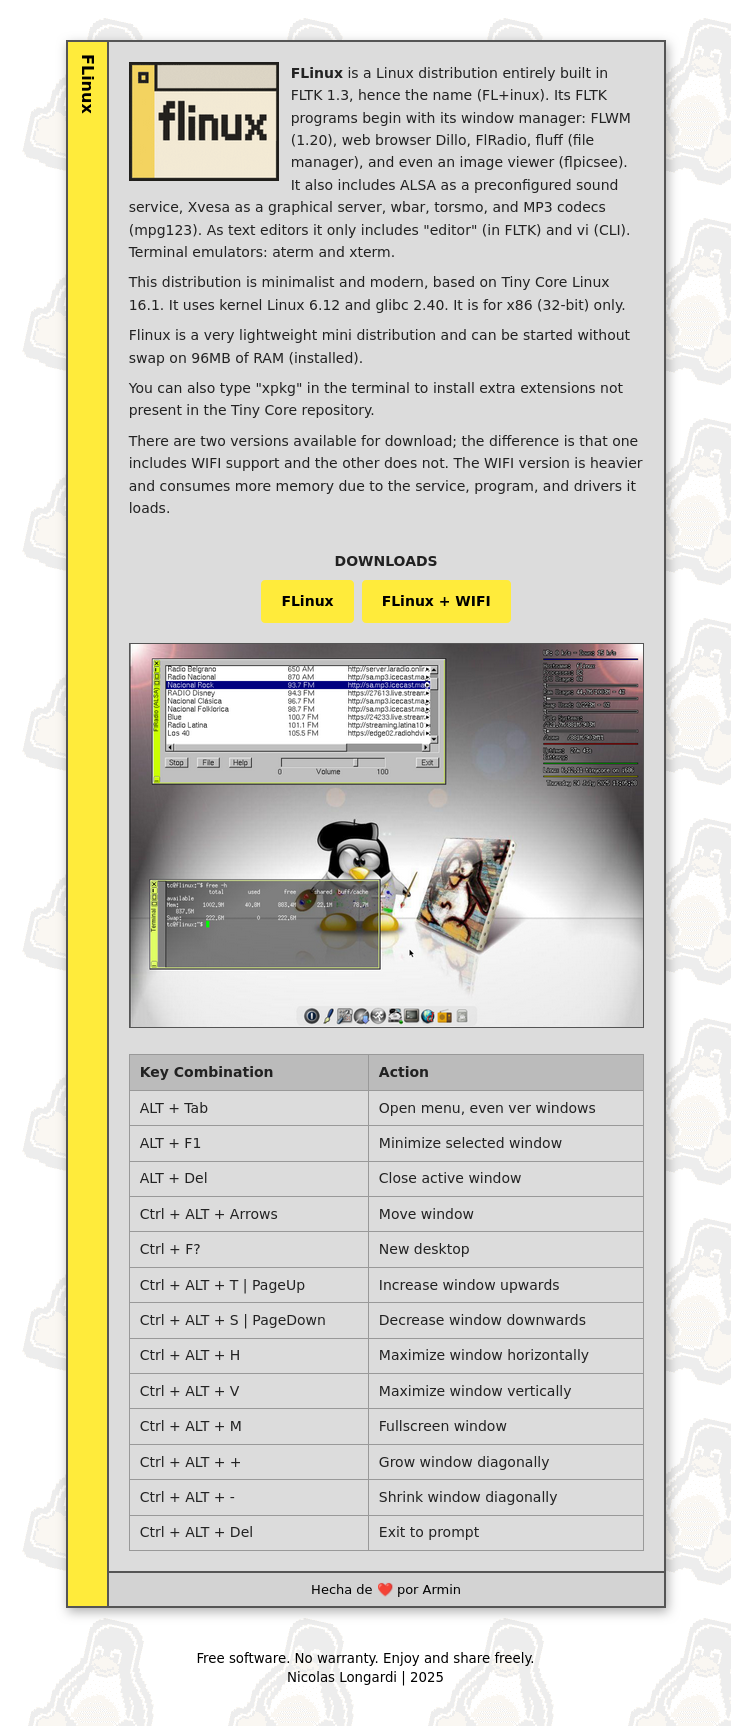 FLinux
flinux
FLinux is a Linux distribution entirely built in
FLTK 1.3, hence the name (FL+inux). Its FLTK
programs begin with its window manager: FLWM
(1.20), web browser Dillo, FlRadio, fluff (file
manager), and even an image viewer (flpicsee).
It also includes ALSA as a preconfigured sound
service, Xvesa as a graphical server, wbar, torsmo, and MP3 codecs
(mpg123). As text editors it only includes "editor" (in FLTK) and vi (CLI).
Terminal emulators: aterm and xterm.
This distribution is minimalist and modern, based on Tiny Core Linux
16.1. It uses kernel Linux 6.12 and glibc 2.40. It is for x86 (32-bit) only.
Flinux is a very lightweight mini distribution and can be started without
swap on 96MB of RAM (installed).
You can also type "xpkg" in the terminal to install extra extensions not
present in the Tiny Core repository.
There are two versions available for download; the difference is that one
includes WIFI support and the other does not. The WIFI version is heavier
and consumes more memory due to the service, program, and drivers it
loads.
DOWNLOADS
FLinux FLinux + WIFI
FlRadio (ALSA)
Radio Belgrano 650 AM http://server.laradio.onlin
Radio Nacional 870 AM http://sa.mp3.icecast.ma
Nacional Rock 93.7 FM http://sa.mp3.icecast.ma
RADIO Disney 94.3 FM https://27613.live.stream
Nacional Clásica 96.7 FM http://sa.mp3.icecast.ma
Nacional Folklorica 98.7 FM http://sa.mp3.icecast.ma
Blue 100.7 FM https://24233.live.stream
Radio Latina 101.1 FM http://streaming.latina10
Los 40 105.5 FM https://edge02.radiohdvi
Stop File Help 0 Volume 100 Exit
Terminal
tc@flinux:~$ free -h
total used free shared buff/cache
available
Mem: 1002,9M 40,8M 883,4M 22,1M 78,7M
837,5M
Swap: 222,6M 0 222,6M
tc@flinux:~$
Key Combination Action
ALT + Tab Open menu, even ver windows
ALT + F1 Minimize selected window
ALT + Del Close active window
Ctrl + ALT + Arrows Move window
Ctrl + F? New desktop
Ctrl + ALT + T | PageUp Increase window upwards
Ctrl + ALT + S | PageDown Decrease window downwards
Ctrl + ALT + H Maximize window horizontally
Ctrl + ALT + V Maximize window vertically
Ctrl + ALT + M Fullscreen window
Ctrl + ALT + + Grow window diagonally
Ctrl + ALT + - Shrink window diagonally
Ctrl + ALT + Del Exit to prompt
Hecha de ❤️ por Armin
Free software. No warranty. Enjoy and share freely.
Nicolas Longardi | 2025